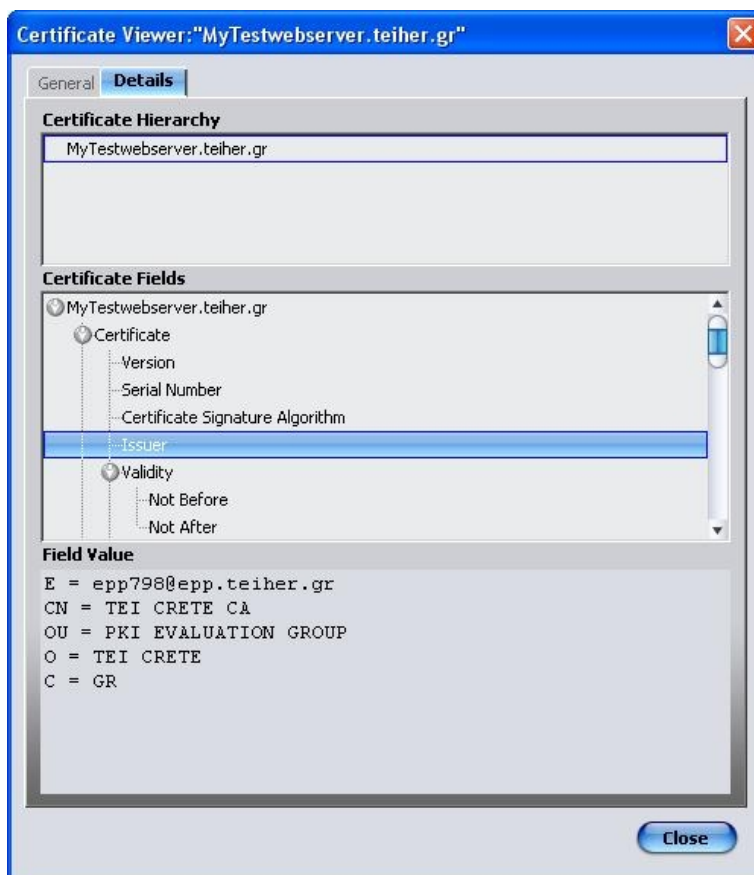 Certificate Viewer:"MyTestwebserver.teiher.gr"
General Details
Certificate Hierarchy
MyTestwebserver.teiher.gr
Certificate Fields
MyTestwebserver.teiher.gr
Certificate
Version
Serial Number
Certificate Signature Algorithm
Issuer
Validity
Not Before
Not After
Field Value
E = epp798@epp.teiher.gr
CN = TEI CRETE CA
OU = PKI EVALUATION GROUP
O = TEI CRETE
C = GR
Close